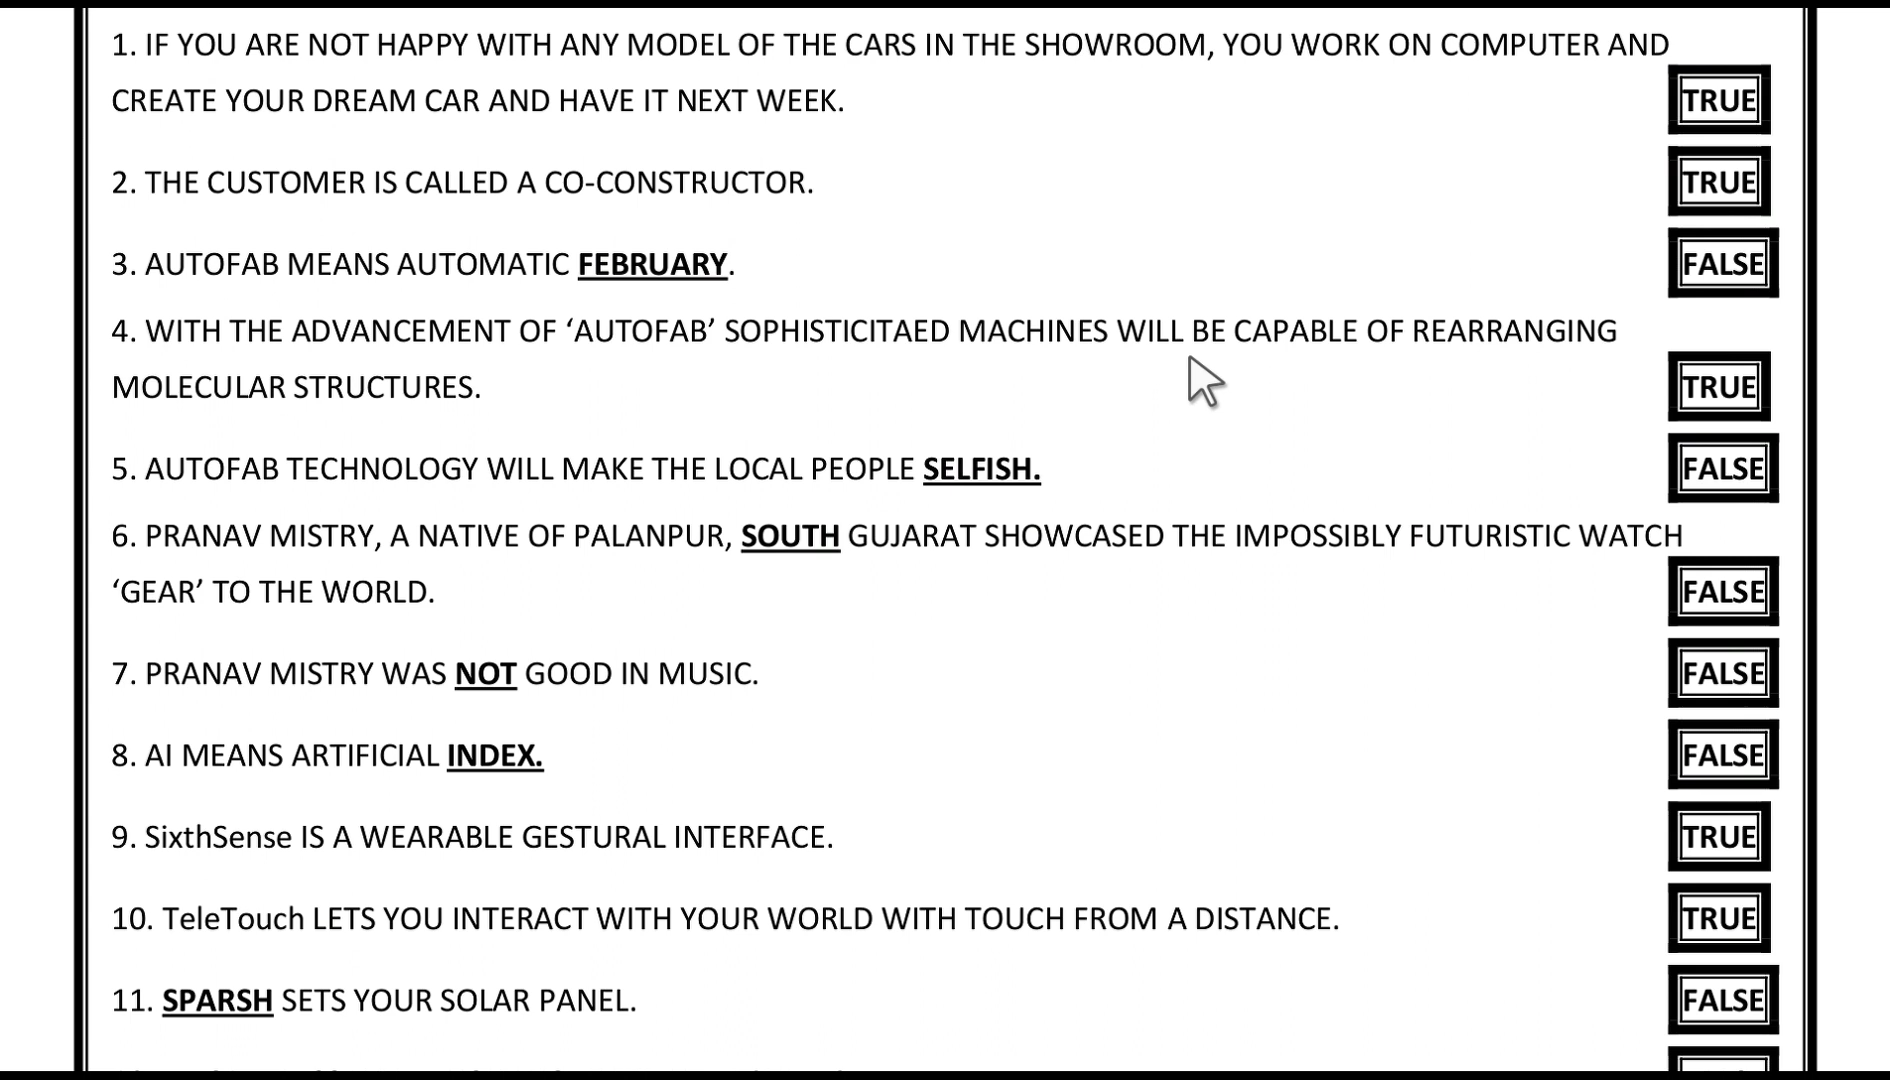 1. IF YOU ARE NOT HAPPY WITH ANY MODEL OF THE CARS IN THE SHOWROOM, YOU WORK ON COMPUTER AND
CREATE YOUR DREAM CAR AND HAVE IT NEXT WEEK. TRUE
2. THE CUSTOMER IS CALLED A CO-CONSTRUCTOR. TRUE
3. AUTOFAB MEANS AUTOMATIC FEBRUARY. FALSE
4. WITH THE ADVANCEMENT OF ‘AUTOFAB’ SOPHISTICITAED MACHINES WILL BE CAPABLE OF REARRANGING
MOLECULAR STRUCTURES. TRUE
5. AUTOFAB TECHNOLOGY WILL MAKE THE LOCAL PEOPLE SELFISH. FALSE
6. PRANAV MISTRY, A NATIVE OF PALANPUR, SOUTH GUJARAT SHOWCASED THE IMPOSSIBLY FUTURISTIC WATCH
‘GEAR’ TO THE WORLD. FALSE
7. PRANAV MISTRY WAS NOT GOOD IN MUSIC. FALSE
8. AI MEANS ARTIFICIAL INDEX. FALSE
9. SixthSense IS A WEARABLE GESTURAL INTERFACE. TRUE
10. TeleTouch LETS YOU INTERACT WITH YOUR WORLD WITH TOUCH FROM A DISTANCE. TRUE
11. SPARSH SETS YOUR SOLAR PANEL. FALSE